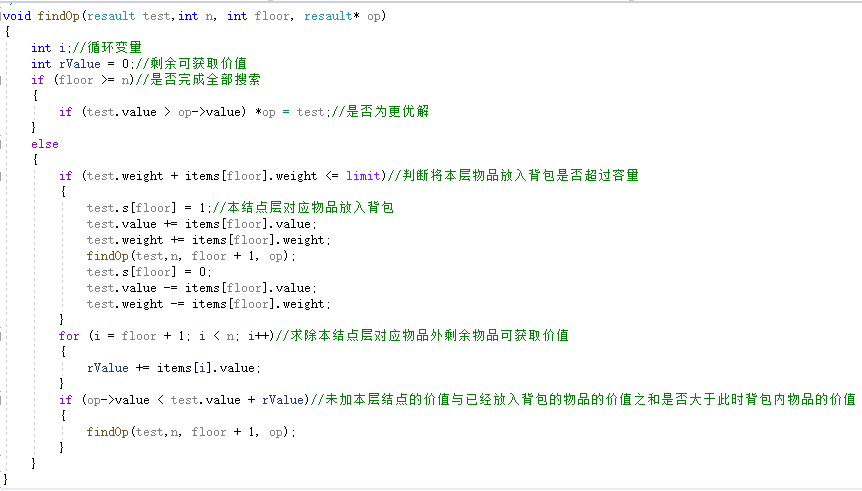 void findOp(resault test,int n, int floor, resault* op)
{
int i;//循环变量
int rValue = 0;//剩余可获取价值
if (floor >= n)//是否完成全部搜索
{
if (test.value > op->value) *op = test;//是否为更优解
}
else
{
if (test.weight + items[floor].weight <= limit)//判断将本层物品放入背包是否超过容量
{
test.s[floor] = 1;//本结点层对应物品放入背包
test.value += items[floor].value;
test.weight += items[floor].weight;
findOp(test,n, floor + 1, op);
test.s[floor] = 0;
test.value -= items[floor].value;
test.weight -= items[floor].weight;
}
for (i = floor + 1; i < n; i++)//求除本结点层对应物品外剩余物品可获取价值
{
rValue += items[i].value;
}
if (op->value < test.value + rValue)//未加本层结点的价值与已经放入背包的物品的价值之和是否大于此时背包内物品的价值
{
findOp(test,n, floor + 1, op);
}
}
}